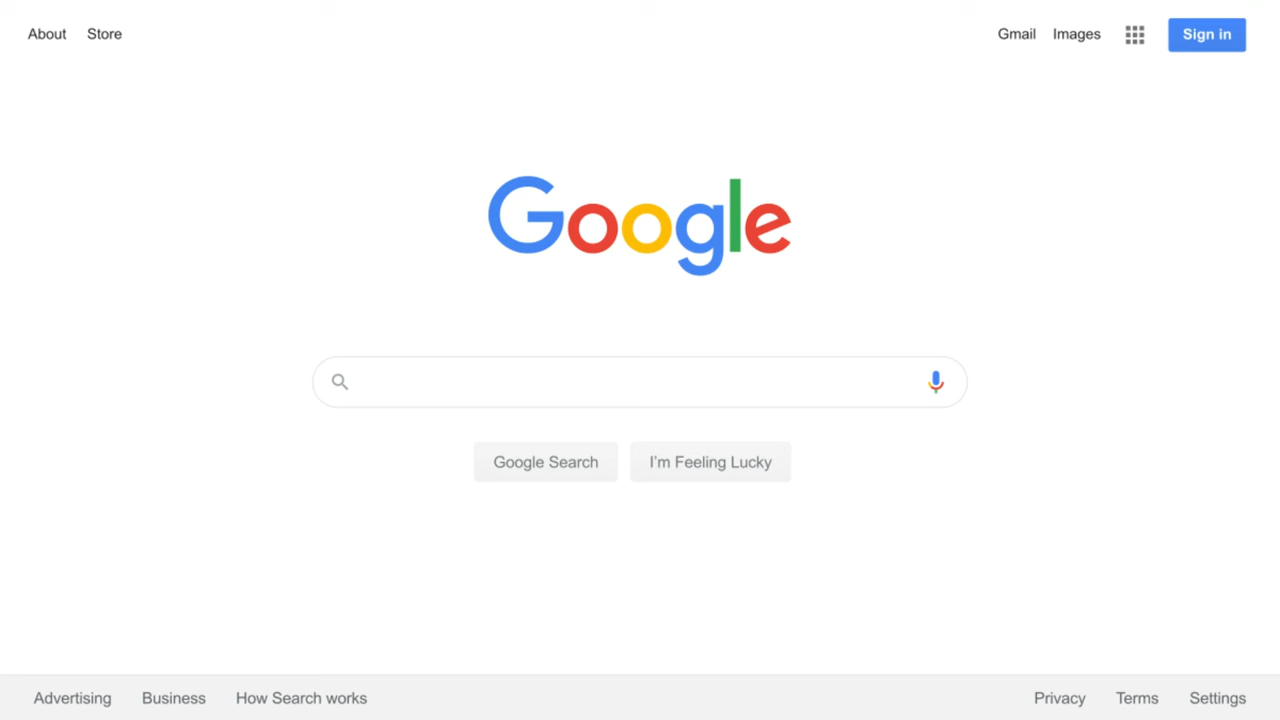 About Store Gmail Images Sign in
Google
Google Search I'm Feeling Lucky
Advertising Business How Search works Privacy Terms Settings